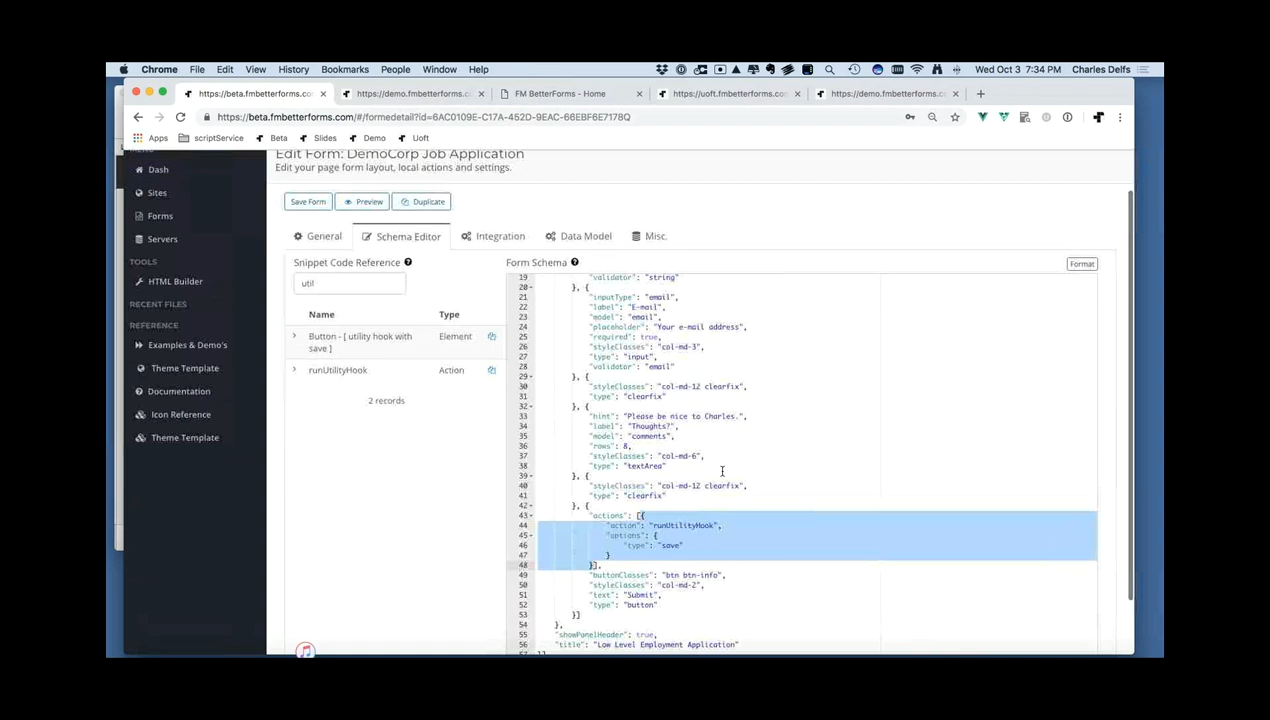 Chrome File Edit View History Bookmarks People Window Help Wed Oct 3 7:34 PM Charles Delfs
https://beta.fmbetterforms.co… https://demo.fmbetterforms.c… FM BetterForms - Home https://uoft.fmbetterforms.co… https://demo.fmbetterforms.c…
https://beta.fmbetterforms.com/#/formedetail?id=6AC0109E-C17A-452D-9EAC-66EBF6E7178Q
Apps scriptService Beta Slides Demo Uoft
Edit Form: DemoCorp Job Application
Edit your page form layout, local actions and settings.
Dash
Sites
Forms
Servers
TOOLS
HTML Builder
RECENT FILES
REFERENCE
Examples & Demo's
Theme Template
Documentation
Icon Reference
Theme Template
Save Form Preview Duplicate
General Schema Editor Integration Data Model Misc.
Snippet Code Reference
util
Name Type
Button - [ utility hook with save ] Element
runUtilityHook Action
2 records
Form Schema Format
19 "validator": "string"
20 }, {
21 "inputType": "email",
22 "label": "E-mail",
23 "model": "email",
24 "placeholder": "Your e-mail address",
25 "required": true,
26 "styleClasses": "col-md-3",
27 "type": "input",
28 "validator": "email"
29 }, {
30 "styleClasses": "col-md-12 clearfix",
31 "type": "clearfix"
32 }, {
33 "hint": "Please be nice to Charles.",
34 "label": "Thoughts?",
35 "model": "comments",
36 "rows": 8,
37 "styleClasses": "col-md-6",
38 "type": "textArea"
39 }, {
40 "styleClasses": "col-md-12 clearfix",
41 "type": "clearfix"
42 }, {
43 "actions": [{
44 "action": "runUtilityHook",
45 "options": {
46 "type": "save"
47 }
48 }],
49 "buttonClasses": "btn btn-info",
50 "styleClasses": "col-md-2",
51 "text": "Submit",
52 "type": "button"
53 }]
54 },
55 "showPanelHeader": true,
56 "title": "Low Level Employment Application"